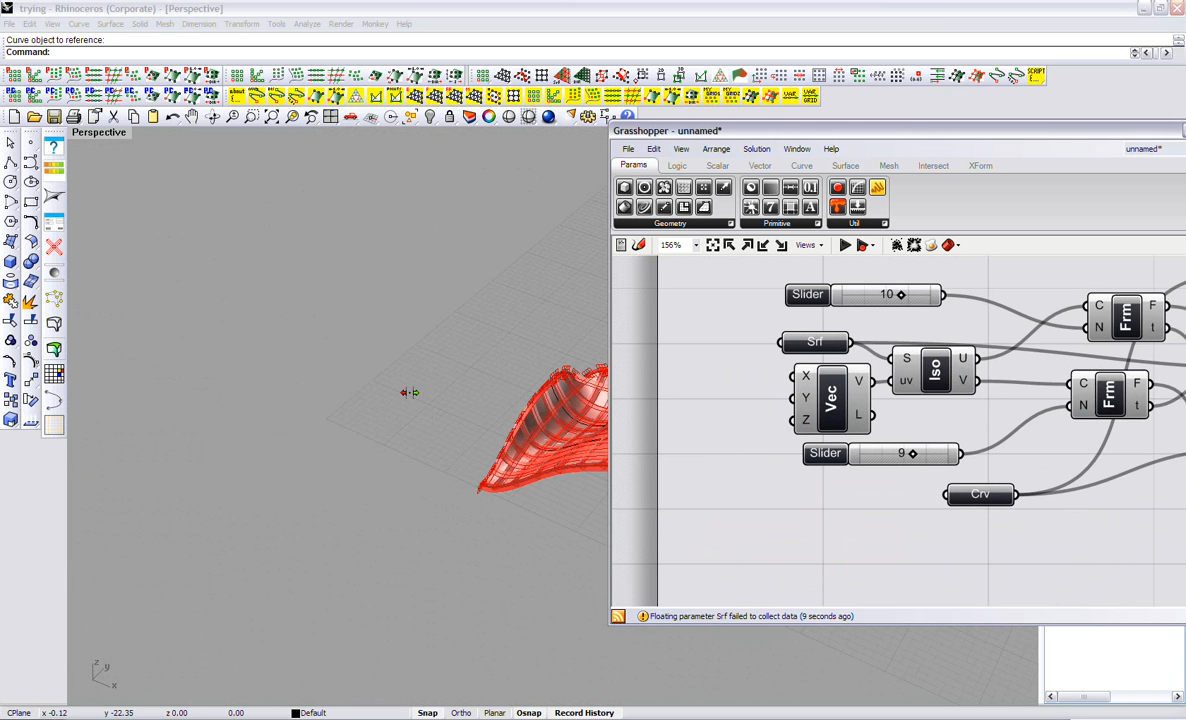 trying - Rhinoceros (Corporate) - [Perspective]
File Edit View Curve Surface Solid Mesh Dimension Transform Tools Analyze Render Monkey Help
Curve object to reference:
Command:
Perspective
Grasshopper - unnamed*
File Edit View Arrange Solution Window Help unnamed*
Params Logic Scalar Vector Curve Surface Mesh Intersect XForm
Geometry Primitive Util
156% Views
Slider 10
C F
N t
Frm
Srf
S U
uv V
Iso
X V
Y
Z L
Vec
C F
N t
Frm
Slider 9
Crv
Floating parameter Srf failed to collect data (9 seconds ago)
z y
x
CPlane x -0.12 y -22.35 z 0.00 0.00 Default Snap Ortho Planar Osnap Record History